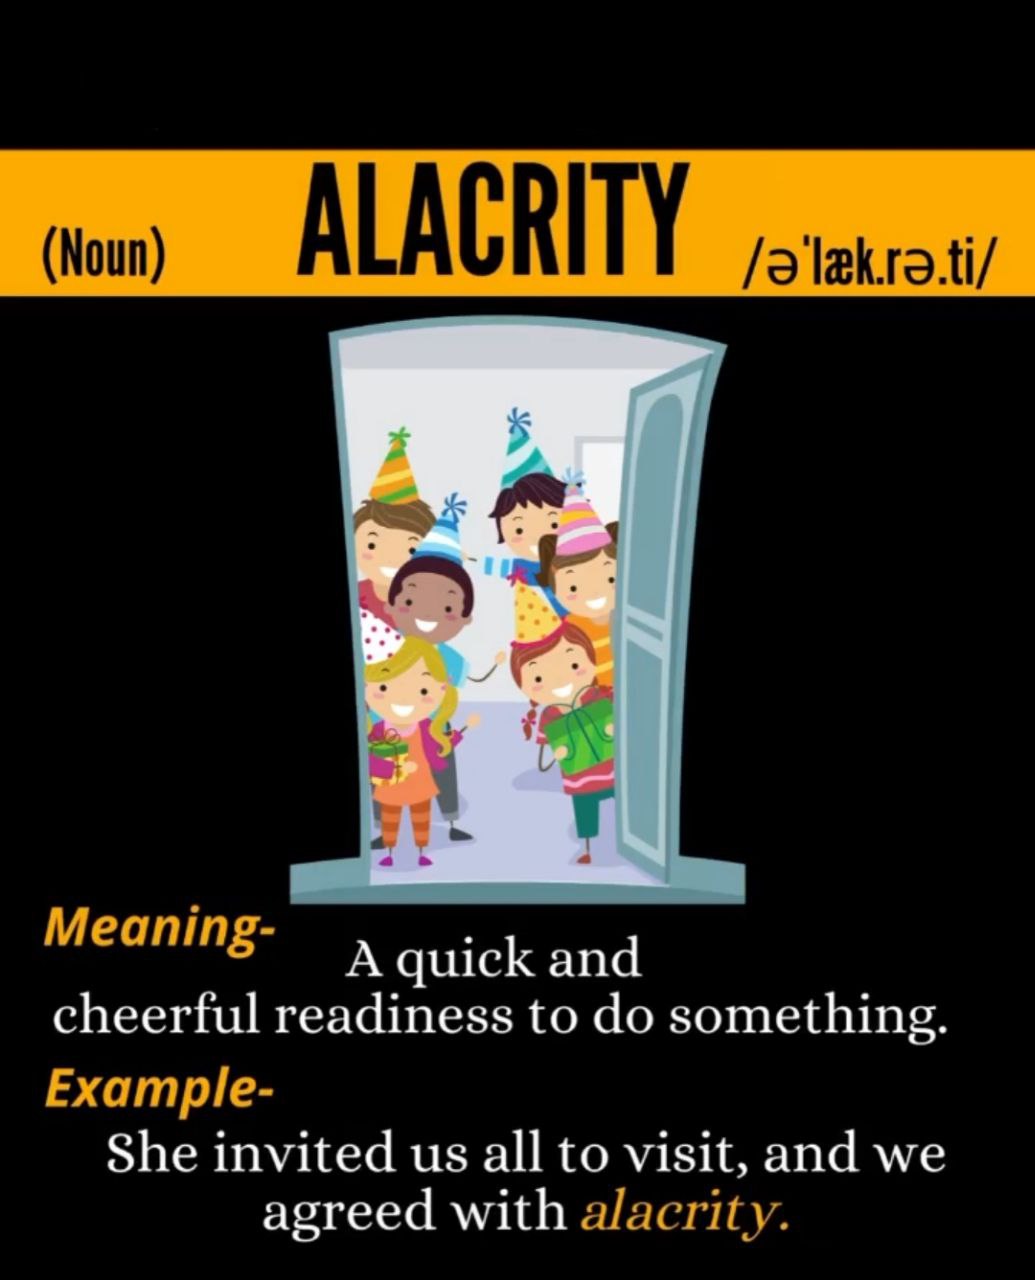 ALACRITY
(Noun)
/əˈlæk.rə.ti/
Meaning-
A quick and
cheerful readiness to do something.
Example-
She invited us all to visit, and we
agreed with alacrity.